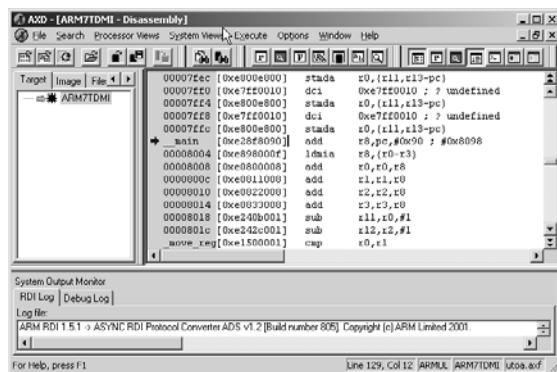 AXD - [ARM7TDMI - Disassembly]
File Search Processor Views System Views Execute Options Window Help
Target Image File
ARM7TDMI
00007fec [0xe800e800] stmda r0,{r11,r13-pc}
00007ff0 [0xe7ff0010] dci 0xe7ff0010 ; ? undefined
00007ff4 [0xe800e800] stmda r0,{r11,r13-pc}
00007ff8 [0xe7ff0010] dci 0xe7ff0010 ; ? undefined
00007ffc [0xe800e800] stmda r0,{r11,r13-pc}
__main [0xe28f8090] add r8,pc,#0x90 ; #0x8098
00008004 [0xe898000f] ldmia r8,{r0-r3}
00008008 [0xe0800008] add r0,r0,r8
0000800c [0xe0811008] add r1,r1,r8
00008010 [0xe0822008] add r2,r2,r8
00008014 [0xe0833008] add r3,r3,r8
00008018 [0xe240b001] sub r11,r0,#1
0000801c [0xe242c001] sub r12,r2,#1
_move_reg[0xe1500001] cmp r0,r1
System Output Monitor
RDI Log Debug Log
Log file:
ARM RDI 1.5.1 -> ASYNC RDI Protocol Converter ADS v1.2 [Build number 805]. Copyright (c) ARM Limited 2001.
For Help, press F1
Line 129, Col 12 ARMUL ARM7TDMI utoa.axf